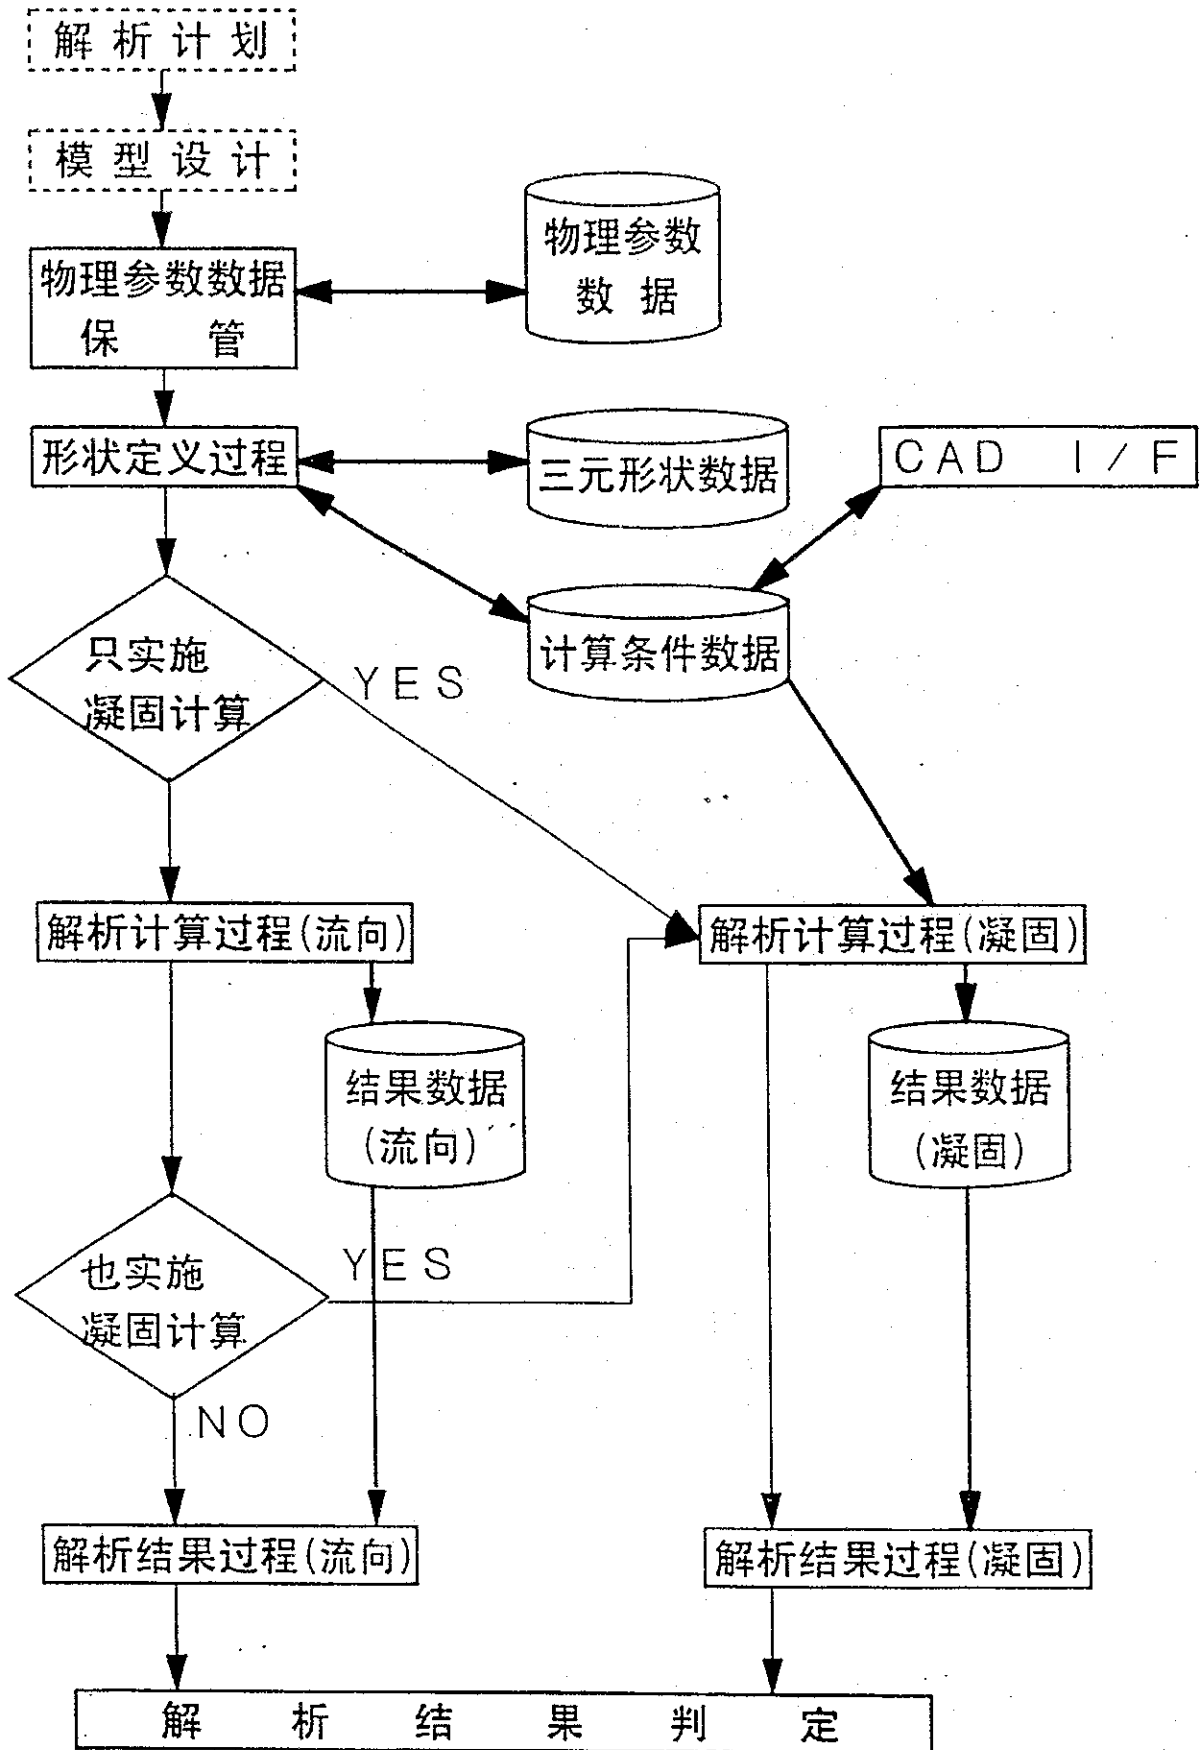 解析计划
模型设计
物理参数
数据
物理参数数据
保管
形状定义过程
三元形状数据
CAD I/F
计算条件数据
只实施
凝固计算
YES
解析计算过程(流向)
解析计算过程(凝固)
结果数据
(流向)
结果数据
(凝固)
也实施
凝固计算
YES
NO
解析结果过程(流向)
解析结果过程(凝固)
解析结果判定